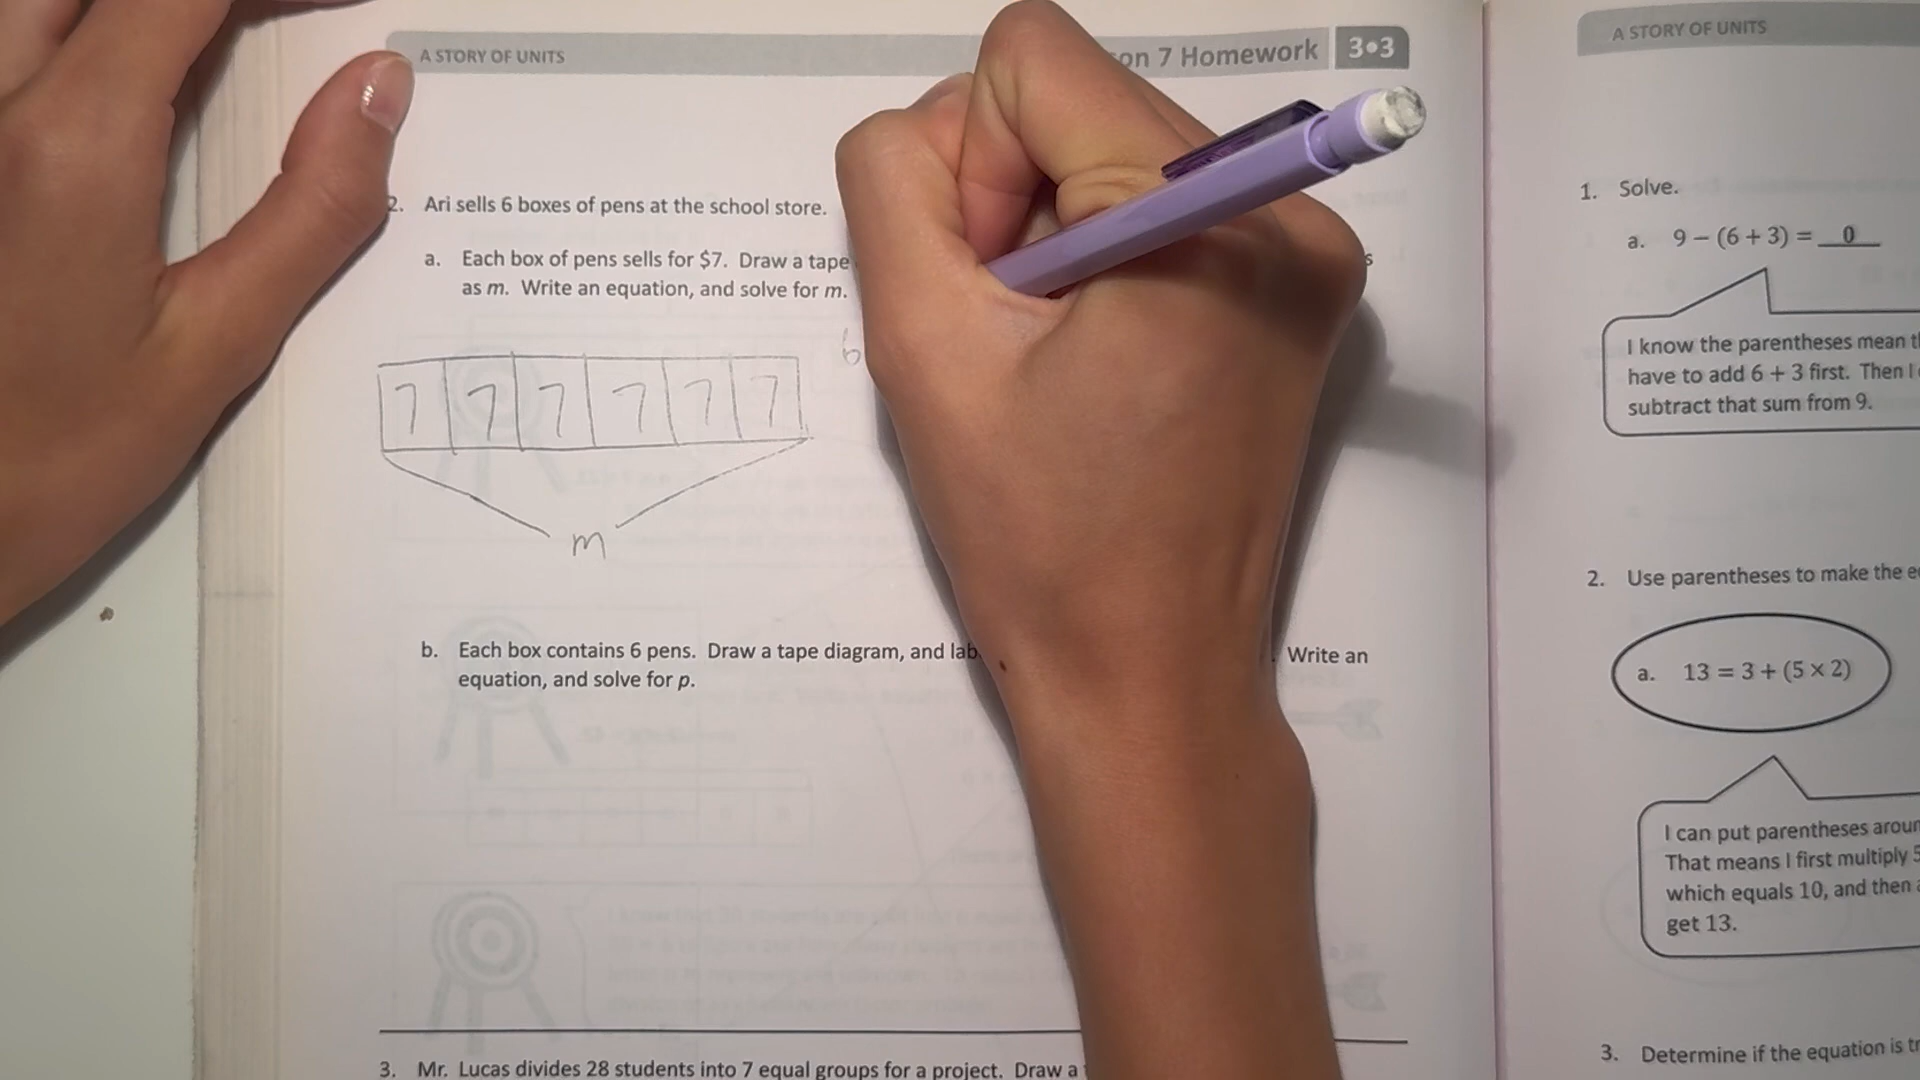 A STORY OF UNITS
on 7 Homework 3•3
2. Ari sells 6 boxes of pens at the school store.
a. Each box of pens sells for $7. Draw a tape
as m. Write an equation, and solve for m.
6
7 7 7 7 7 7
m
b. Each box contains 6 pens. Draw a tape diagram, and lab Write an
equation, and solve for p.
3. Mr. Lucas divides 28 students into 7 equal groups for a project. Draw a
A STORY OF UNITS
1. Solve.
a. 9 – (6 + 3) = 0
I know the parentheses mean
have to add 6 + 3 first. Then I
subtract that sum from 9.
2. Use parentheses to make the
a. 13 = 3 + (5 × 2)
I can put parentheses
That means I first multiply 5
which equals 10, and then
get 13.
3. Determine if the equation is